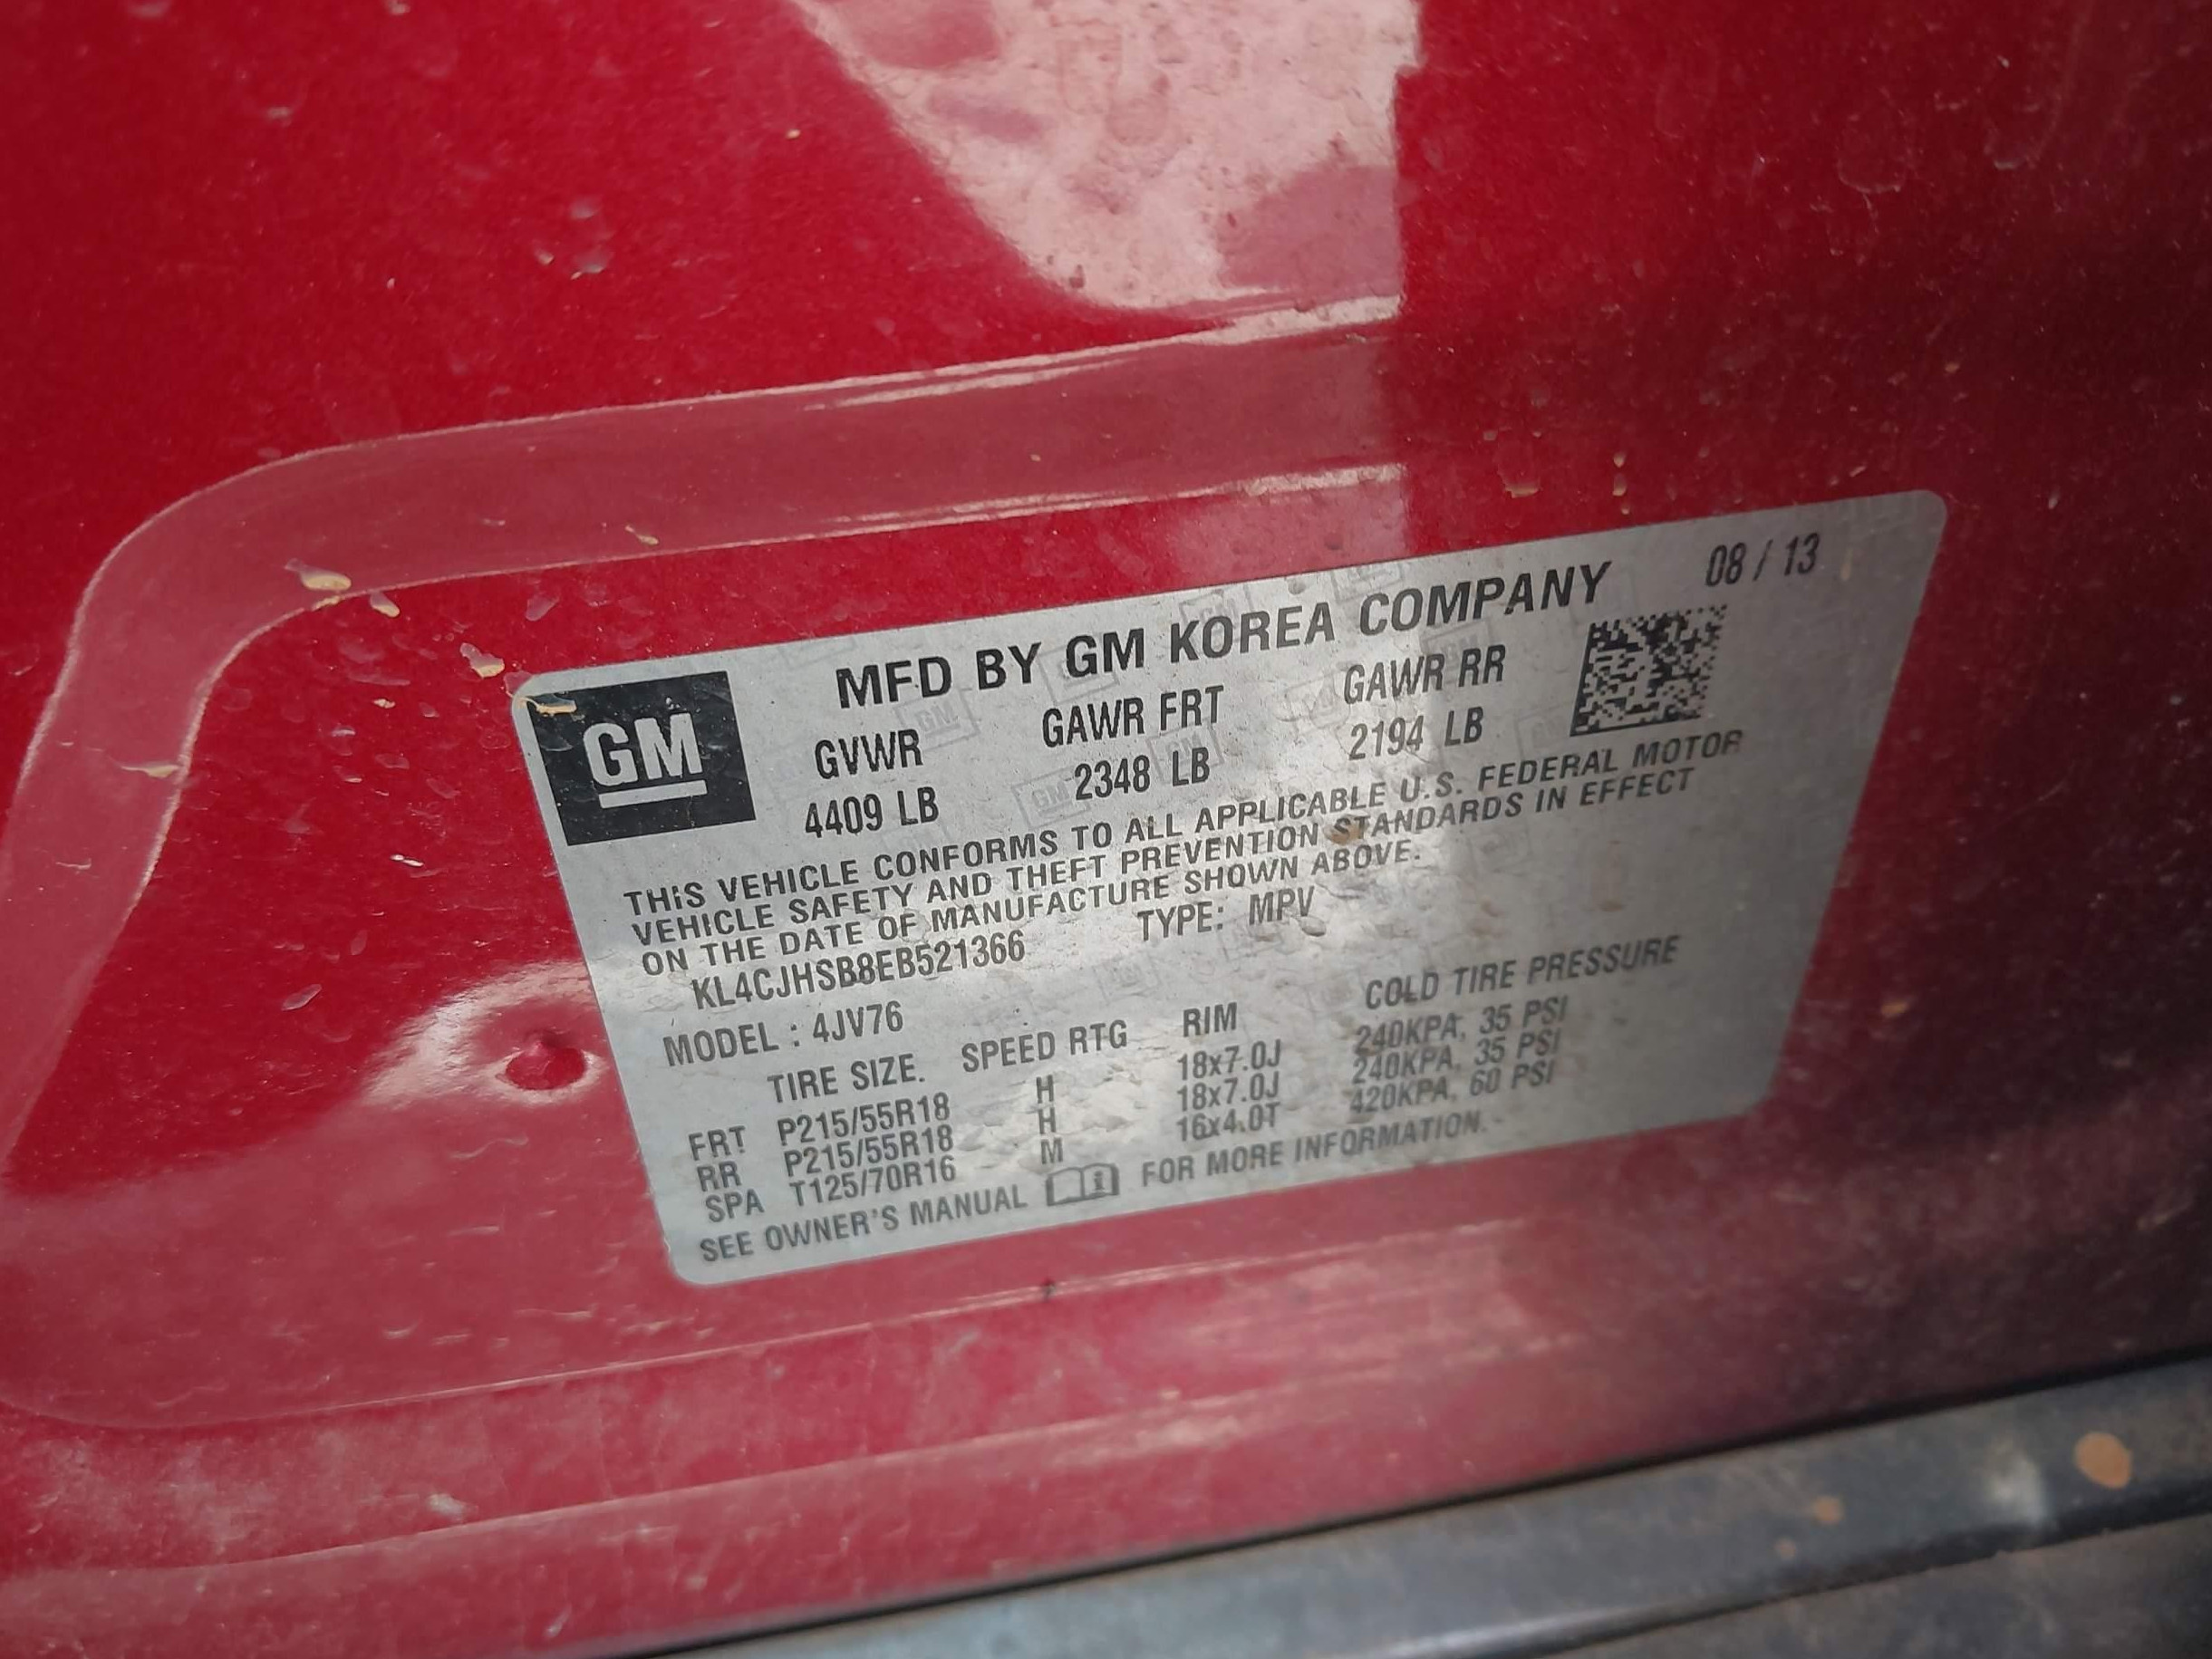 08 / 13
MFD BY GM KOREA COMPANY
GM
GVWR GAWR FRT GAWR RR
4409 LB 2348 LB 2194 LB
THIS VEHICLE CONFORMS TO ALL APPLICABLE U.S. FEDERAL MOTOR
VEHICLE SAFETY AND THEFT PREVENTION STANDARDS IN EFFECT
ON THE DATE OF MANUFACTURE SHOWN ABOVE.
KL4CJHSB8EB521366 TYPE: MPV
MODEL : 4JV76
TIRE SIZE. SPEED RTG RIM COLD TIRE PRESSURE
FRT P215/55R18 H 18x7.0J 240KPA, 35 PSI
RR P215/55R18 H 18x7.0J 240KPA, 35 PSI
SPA T125/70R16 M 16x4.0T 420KPA, 60 PSI
SEE OWNER'S MANUAL i FOR MORE INFORMATION.